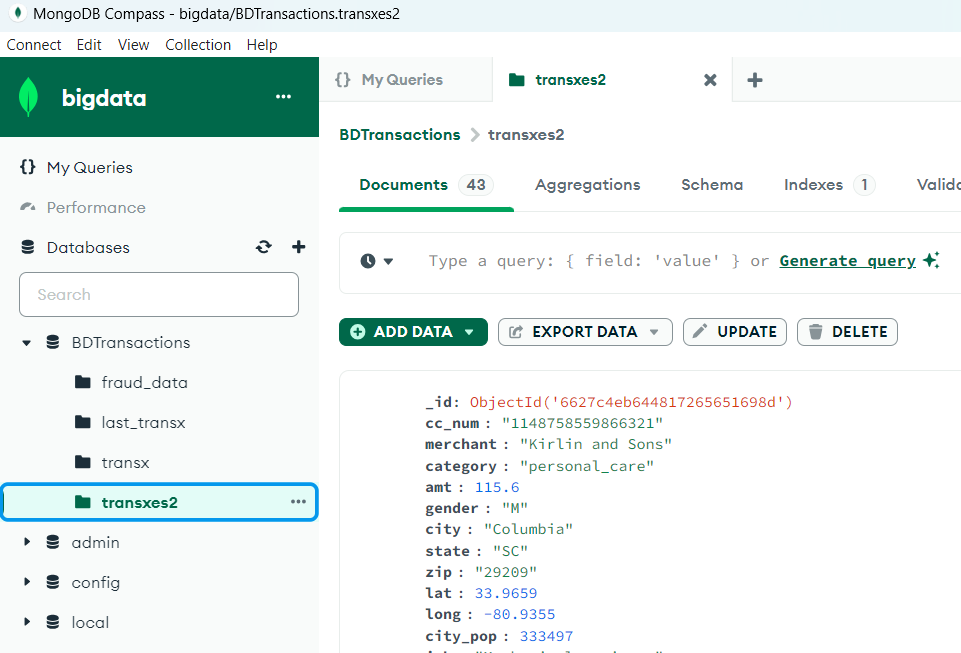 MongoDB Compass - bigdata/BDTransactions.transxes2
Connect Edit View Collection Help
bigdata
{} My Queries
Performance
Databases
Search
BDTransactions
fraud_data
last_transx
transx
transxes2
admin
config
local
{} My Queries
transxes2
BDTransactions > transxes2
Documents 43 Aggregations Schema Indexes 1
Type a query: { field: 'value' } or Generate query
ADD DATA EXPORT DATA UPDATE DELETE
_id: ObjectId('6627c4eb644817265651698d')
cc_num : "1148758559866321"
merchant : "Kirlin and Sons"
category : "personal_care"
amt : 115.6
gender : "M"
city : "Columbia"
state : "SC"
zip : "29209"
lat : 33.9659
long : -80.9355
city_pop : 333497